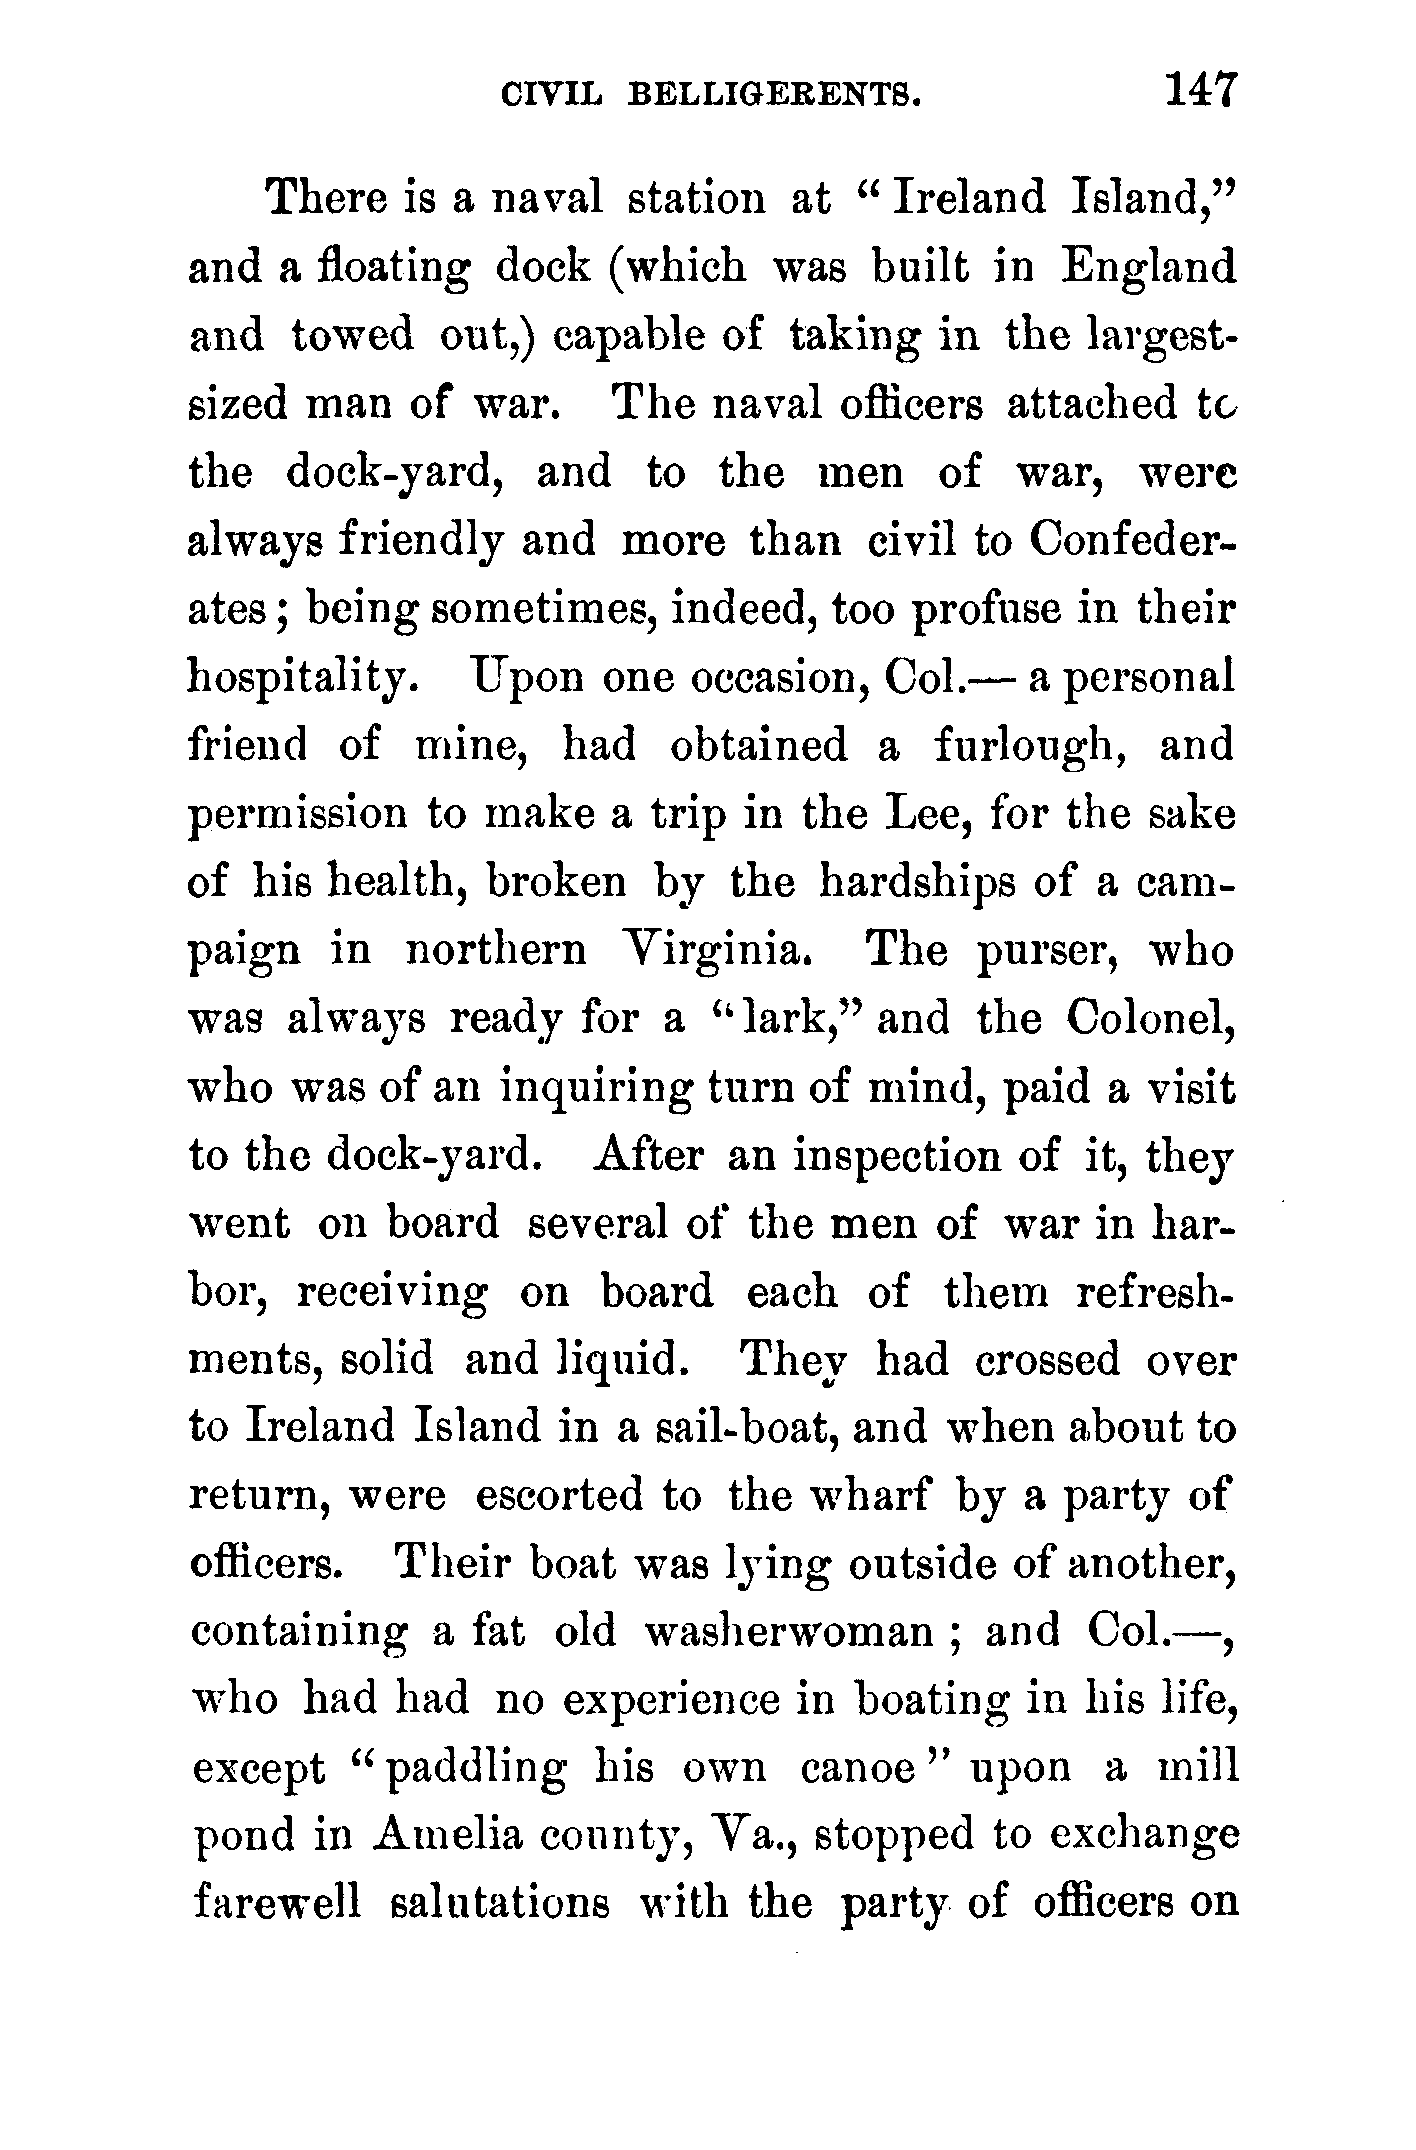 CIVIL BELLIGERENTS. 147
There is a naval station at “Ireland Island,”
and a floating dock (which was built in England
and towed out,) capable of taking in the largest-
sized man of war. The naval officers attached to
the dock-yard, and to the men of war, were
always friendly and more than civil to Confeder-
ates; being sometimes, indeed, too profuse in their
hospitality. Upon one occasion, Col.— a personal
friend of mine, had obtained a furlough, and
permission to make a trip in the Lee, for the sake
of his health, broken by the hardships of a cam-
paign in northern Virginia. The purser, who
was always ready for a “lark,” and the Colonel,
who was of an inquiring turn of mind, paid a visit
to the dock-yard. After an inspection of it, they
went on board several of the men of war in har-
bor, receiving on board each of them refresh-
ments, solid and liquid. They had crossed over
to Ireland Island in a sail-boat, and when about to
return, were escorted to the wharf by a party of
officers. Their boat was lying outside of another,
containing a fat old washerwoman ; and Col.—,
who had had no experience in boating in his life,
except “paddling his own canoe” upon a mill
pond in Amelia county, Va., stopped to exchange
farewell salutations with the party of officers on